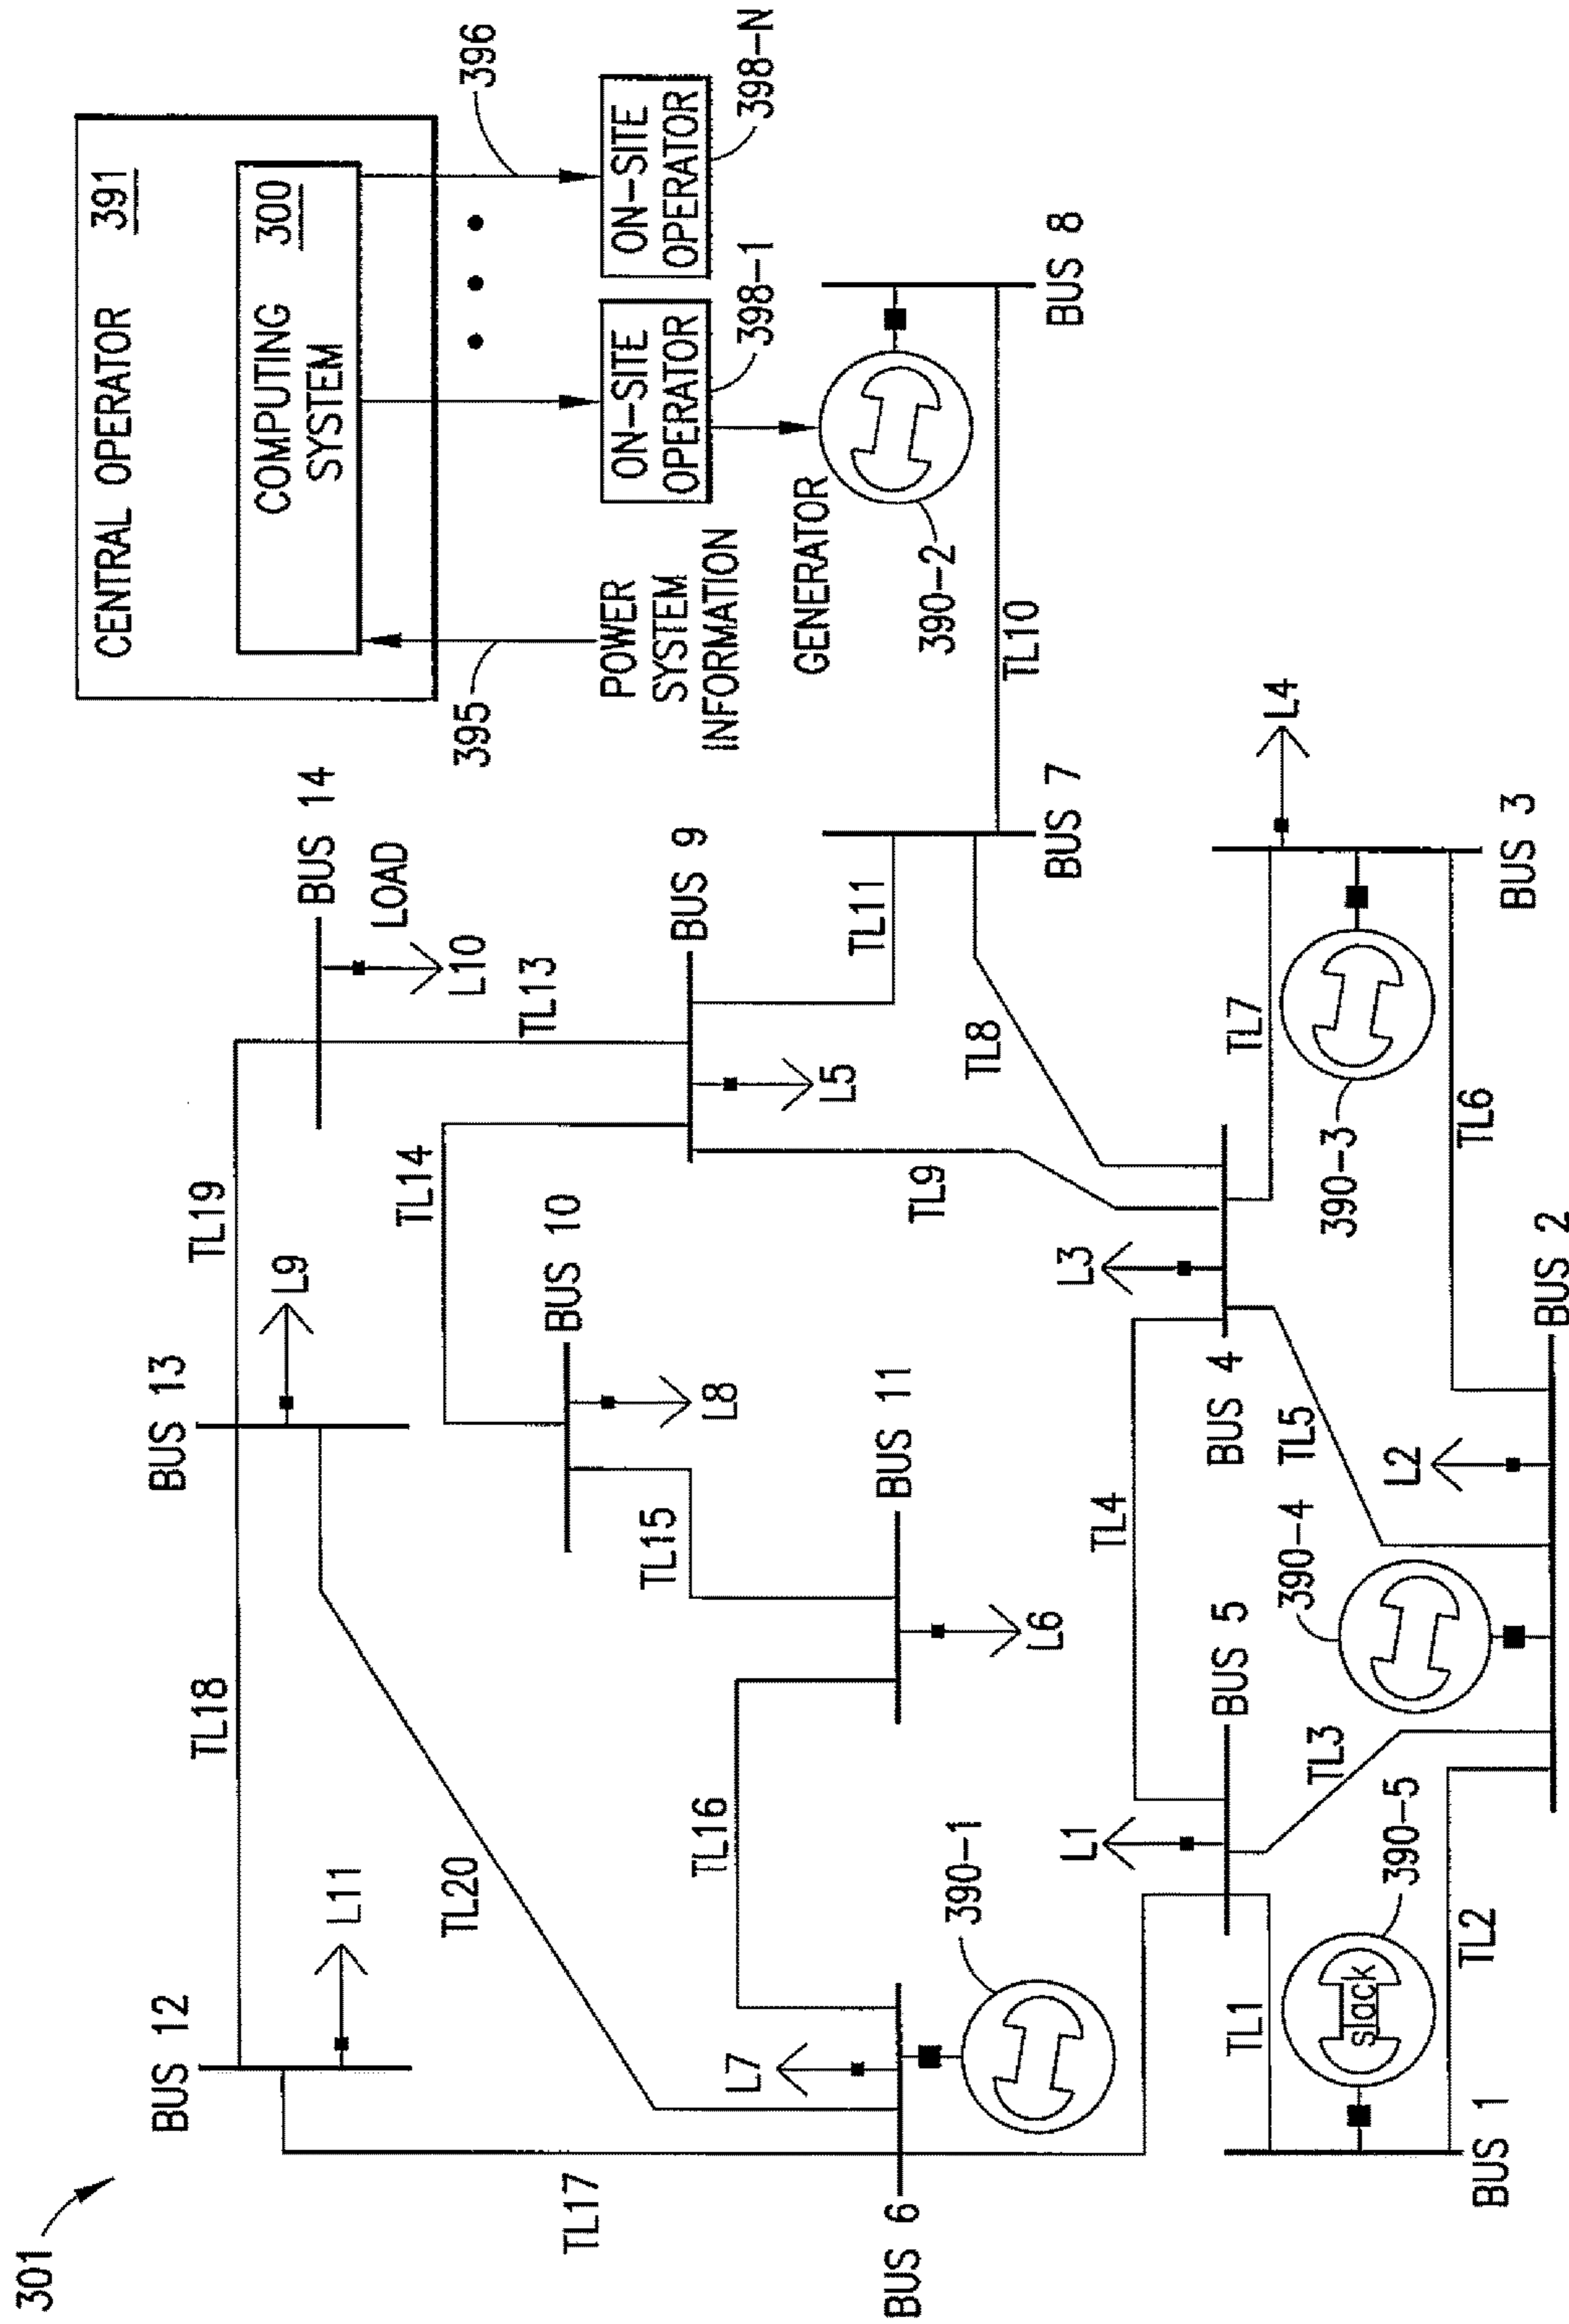 301
CENTRAL OPERATOR 391
COMPUTING 300
SYSTEM
395
396
POWER
SYSTEM
INFORMATION
ON-SITE
OPERATOR
398-1
ON-SITE
OPERATOR
398-N
GENERATOR
390-2
BUS 8
TL10
BUS 7
BUS 12
L11
TL18
BUS 13
L9
TL19
BUS 14
LOAD
L10
TL17
TL20
TL14
TL13
BUS 10
L8
BUS 9
L5
TL11
TL15
TL16
BUS 11
L6
BUS 6
L7
390-1
TL9
TL8
L1
BUS 5
TL4
L3
BUS 4
TL7
L4
TL1
slack
390-5
TL3
390-4
TL5
L2
390-3
TL6
BUS 3
BUS 1
TL2
BUS 2